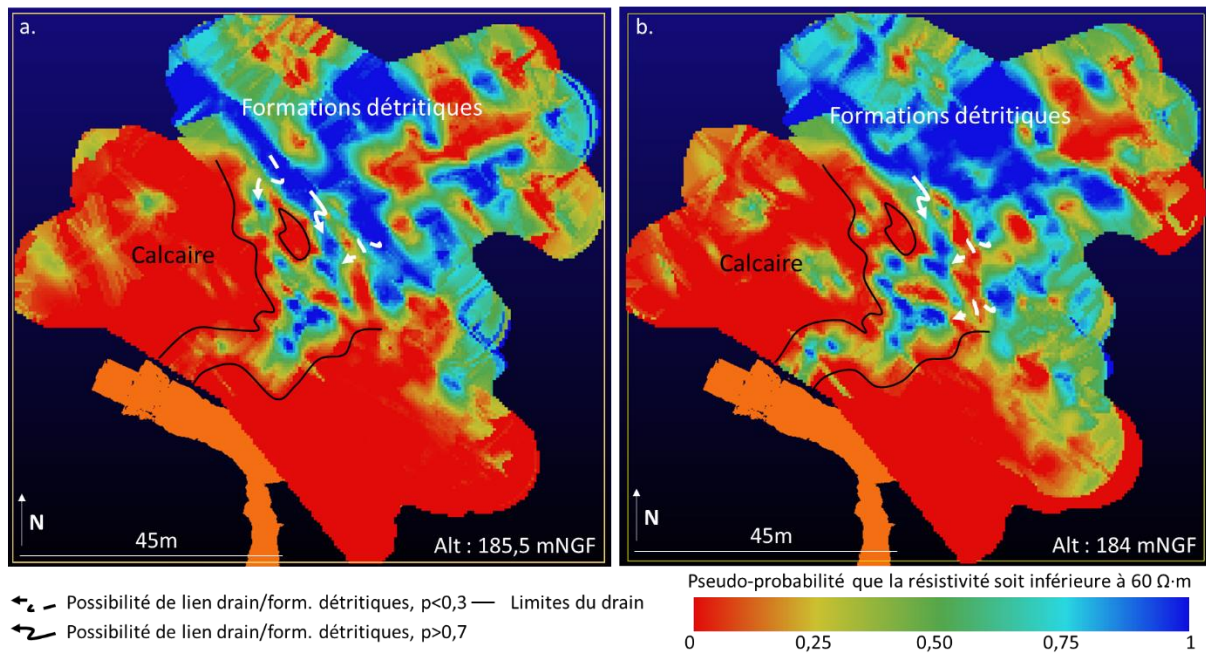 a.
Formations détritiques
Calcaire
N
45m
Alt : 185,5 mNGF
b.
Formations détritiques
Calcaire
N
45m
Alt : 184 mNGF
Possibilité de lien drain/form. détritiques, p<0,3
Limites du drain
Possibilité de lien drain/form. détritiques, p>0,7
Pseudo-probabilité que la résistivité soit inférieure à 60 Ω·m
0 0,25 0,50 0,75 1